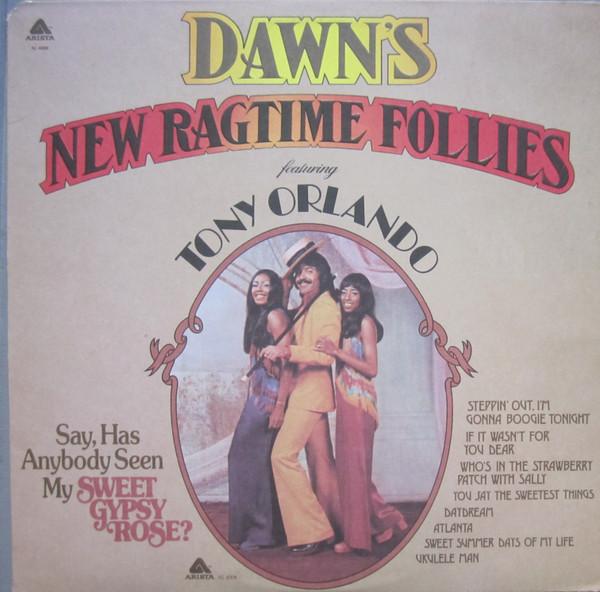 ARISTA
DAWN'S
NEW RAGTIME FOLLIES
featuring
TONY ORLANDO
Say, Has
Anybody Seen
My SWEET
GYPSY
ROSE?
STEPPIN' OUT, I'M
GONNA BOOGIE TONIGHT
IF IT WASN'T FOR
YOU DEAR
WHO'S IN THE STRAWBERRY
PATCH WITH SALLY
YOU SAY THE SWEETEST THINGS
DAYDREAM
ATLANTA
SWEET SUMMER DAYS OF MY LIFE
UKULELE MAN
ARISTA